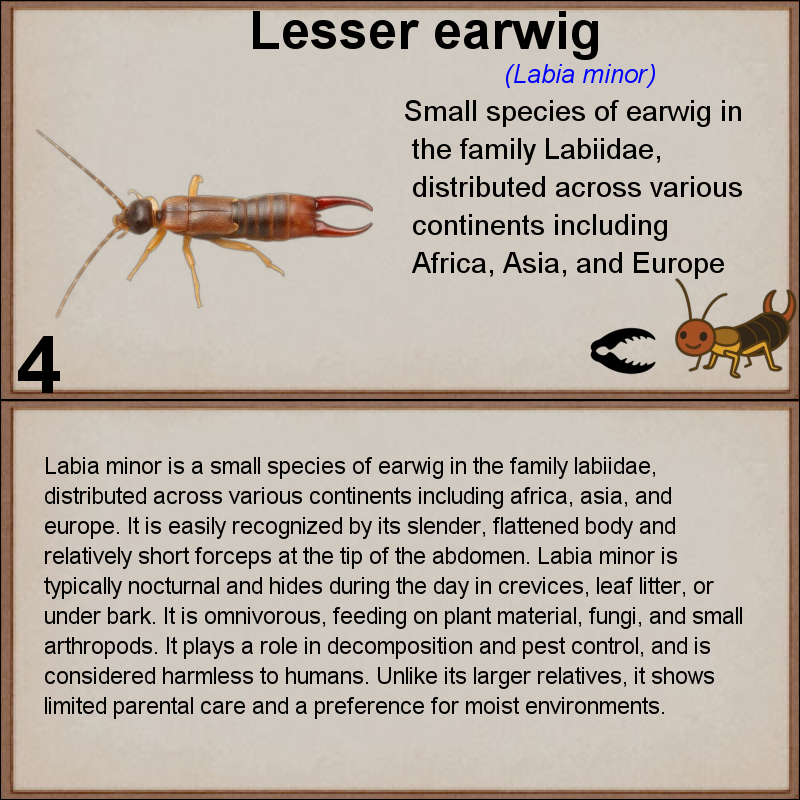 Lesser earwig
(Labia minor)
Small species of earwig in
the family Labiidae,
distributed across various
continents including
Africa, Asia, and Europe
4
Labia minor is a small species of earwig in the family labiidae,
distributed across various continents including africa, asia, and
europe. It is easily recognized by its slender, flattened body and
relatively short forceps at the tip of the abdomen. Labia minor is
typically nocturnal and hides during the day in crevices, leaf litter, or
under bark. It is omnivorous, feeding on plant material, fungi, and small
arthropods. It plays a role in decomposition and pest control, and is
considered harmless to humans. Unlike its larger relatives, it shows
limited parental care and a preference for moist environments.